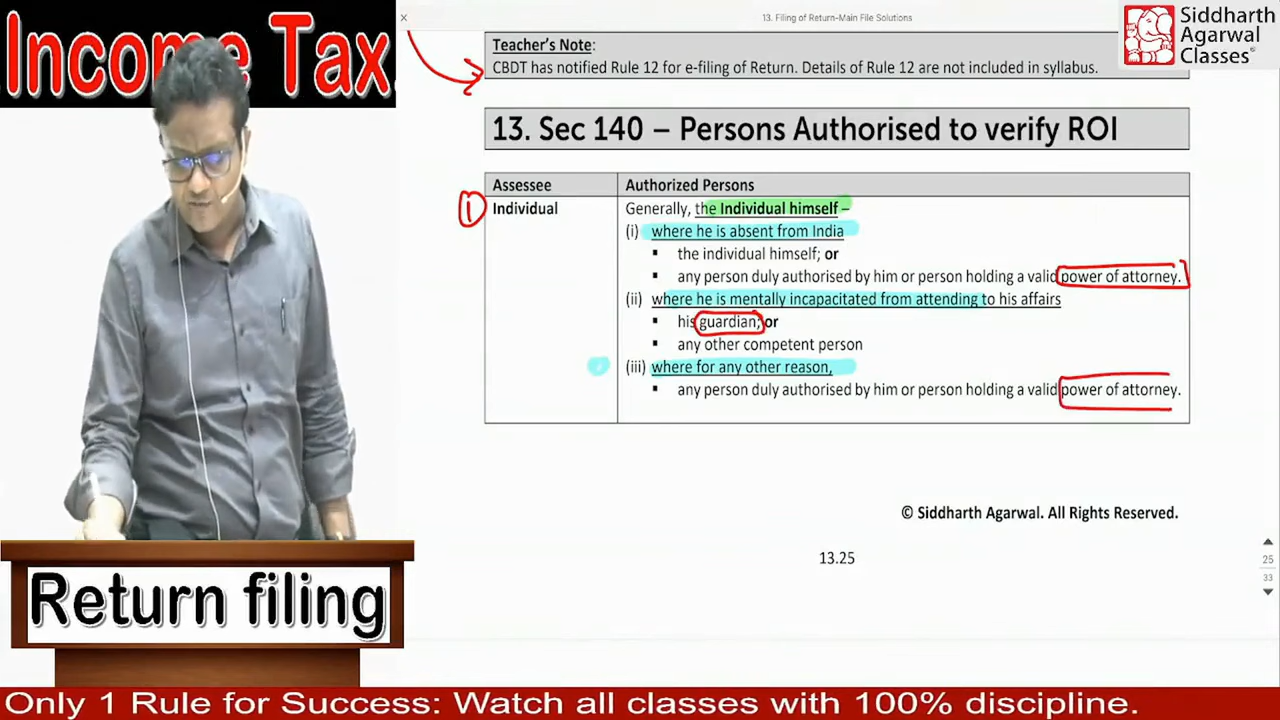 Income Tax.
13. Filing of Return-Main File Solutions
Siddharth
Agarwal
Classes
Teacher's Note:
CBDT has notified Rule 12 for e-filing of Return. Details of Rule 12 are not included in syllabus.
13. Sec 140 – Persons Authorised to verify ROI
Assessee
Authorized Persons
1
Individual
Generally, the Individual himself –
(i) where he is absent from India
▪ the individual himself; or
▪ any person duly authorised by him or person holding a valid power of attorney.
(ii) where he is mentally incapacitated from attending to his affairs
▪ his guardian; or
▪ any other competent person
(iii) where for any other reason,
▪ any person duly authorised by him or person holding a valid power of attorney.
© Siddharth Agarwal. All Rights Reserved.
13.25
25
33
Return filing
Only 1 Rule for Success: Watch all classes with 100% discipline.